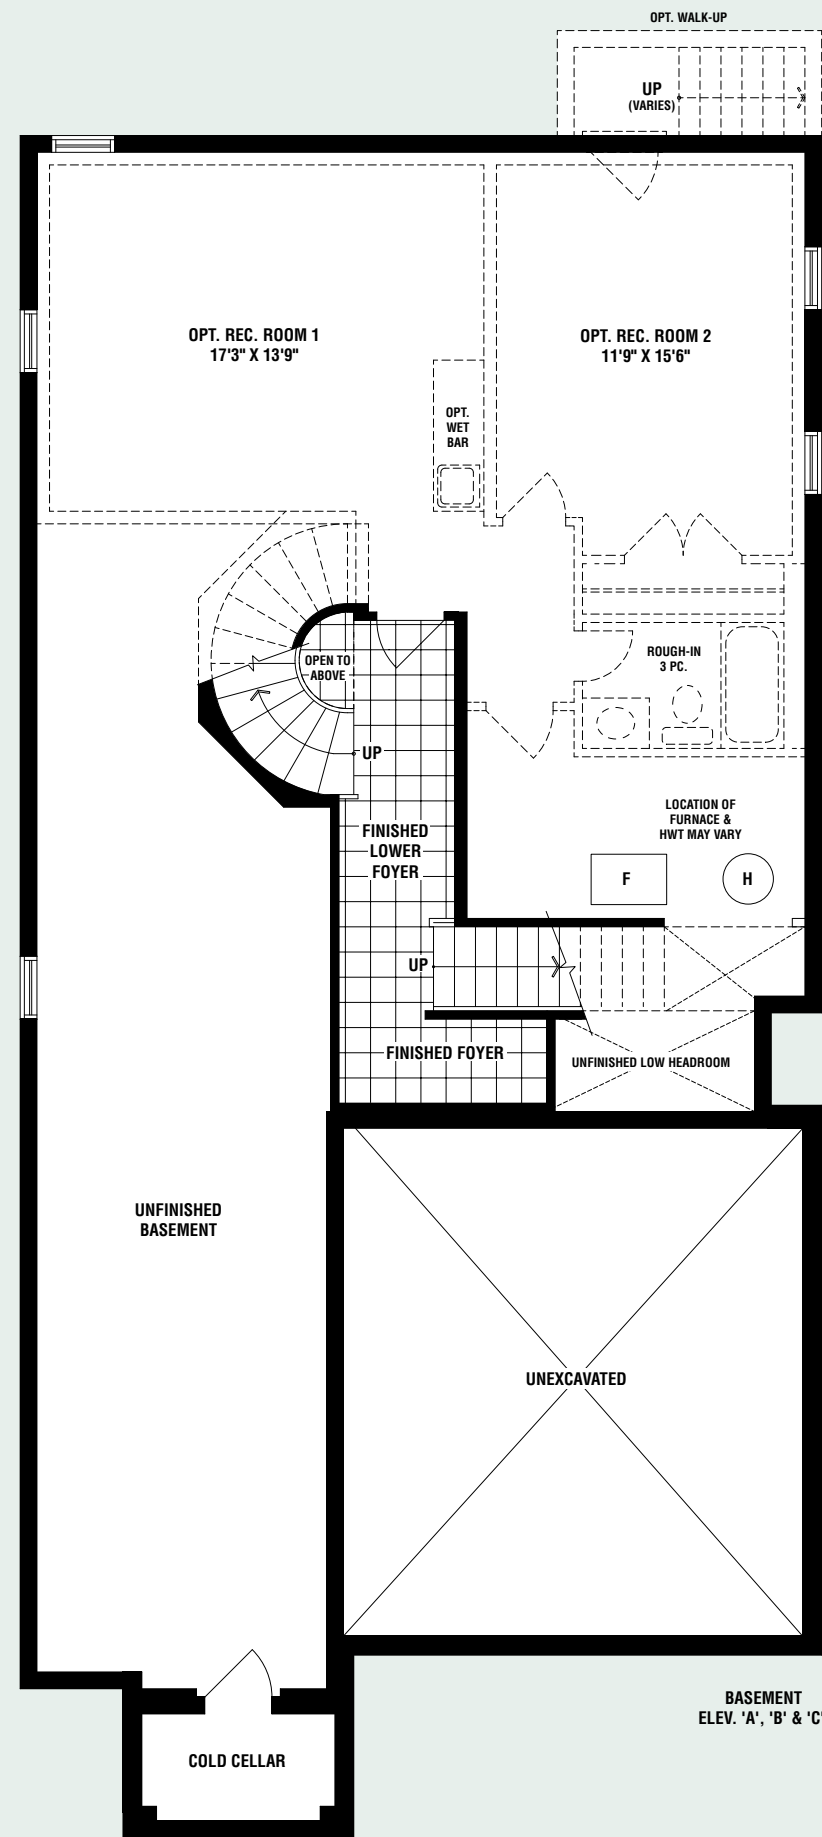 OPT. WALK-UP
UP
(VARIES)
OPT. REC. ROOM 1
17'3" X 13'9"
OPT. REC. ROOM 2
11'9" X 15'6"
OPT.
WET
BAR
ROUGH-IN
3 PC.
OPEN TO
ABOVE
UP
LOCATION OF
FURNACE &
HWT MAY VARY
FINISHED
LOWER
FOYER
F
H
UP
FINISHED FOYER
UNFINISHED LOW HEADROOM
UNFINISHED
BASEMENT
UNEXCAVATED
BASEMENT
ELEV. 'A', 'B' & 'C'
COLD CELLAR